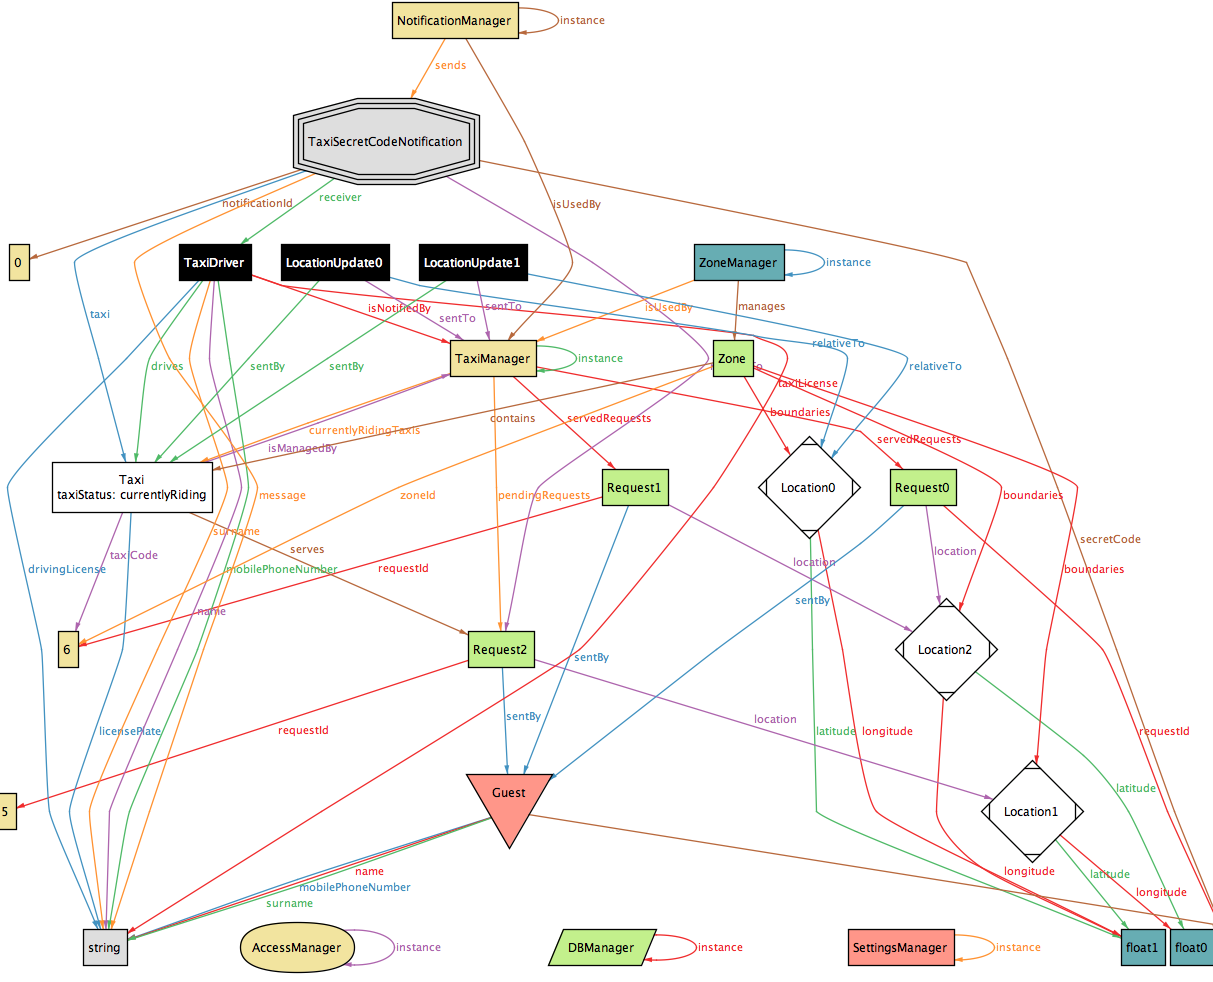 NotificationManager
instance
sends
TaxiSecretCodeNotification
notificationId
receiver
isUsedBy
0
TaxiDriver
LocationUpdate0
LocationUpdate1
ZoneManager
instance
taxi
isNotifiedBy
sentTo
sentTo
isUsedBy
manages
relativeTo
drives
sentBy
sentBy
TaxiManager
instance
Zone
relativeTo
taxiLicense
currentlyRidingTaxis
contains
servedRequests
boundaries
isManagedBy
servedRequests
Taxi
taxiStatus: currentlyRiding
message
zoneId
pendingRequests
Request1
Location0
Request0
boundaries
surname
secretCode
taxiCode
serves
location
location
drivingLicense
mobilePhoneNumber
requestId
boundaries
name
sentBy
6
Request2
sentBy
Location2
licensePlate
requestId
sentBy
location
latitude
longitude
requestId
latitude
5
Guest
Location1
name
longitude
latitude
mobilePhoneNumber
longitude
surname
string
AccessManager
instance
DBManager
instance
SettingsManager
instance
float1
float0